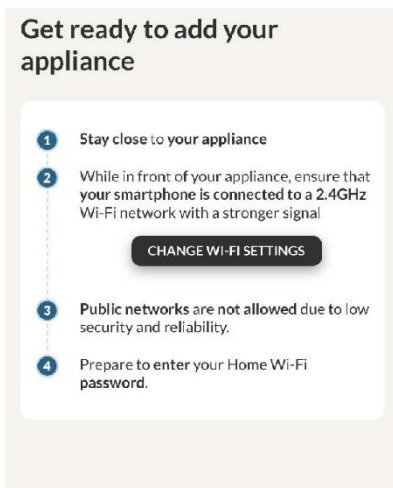 Get ready to add your
appliance
1 Stay close to your appliance
2 While in front of your appliance, ensure that
your smartphone is connected to a 2.4GHz
Wi-Fi network with a stronger signal
CHANGE WI-FI SETTINGS
3 Public networks are not allowed due to low
security and reliability.
4 Prepare to enter your Home Wi-Fi
password.